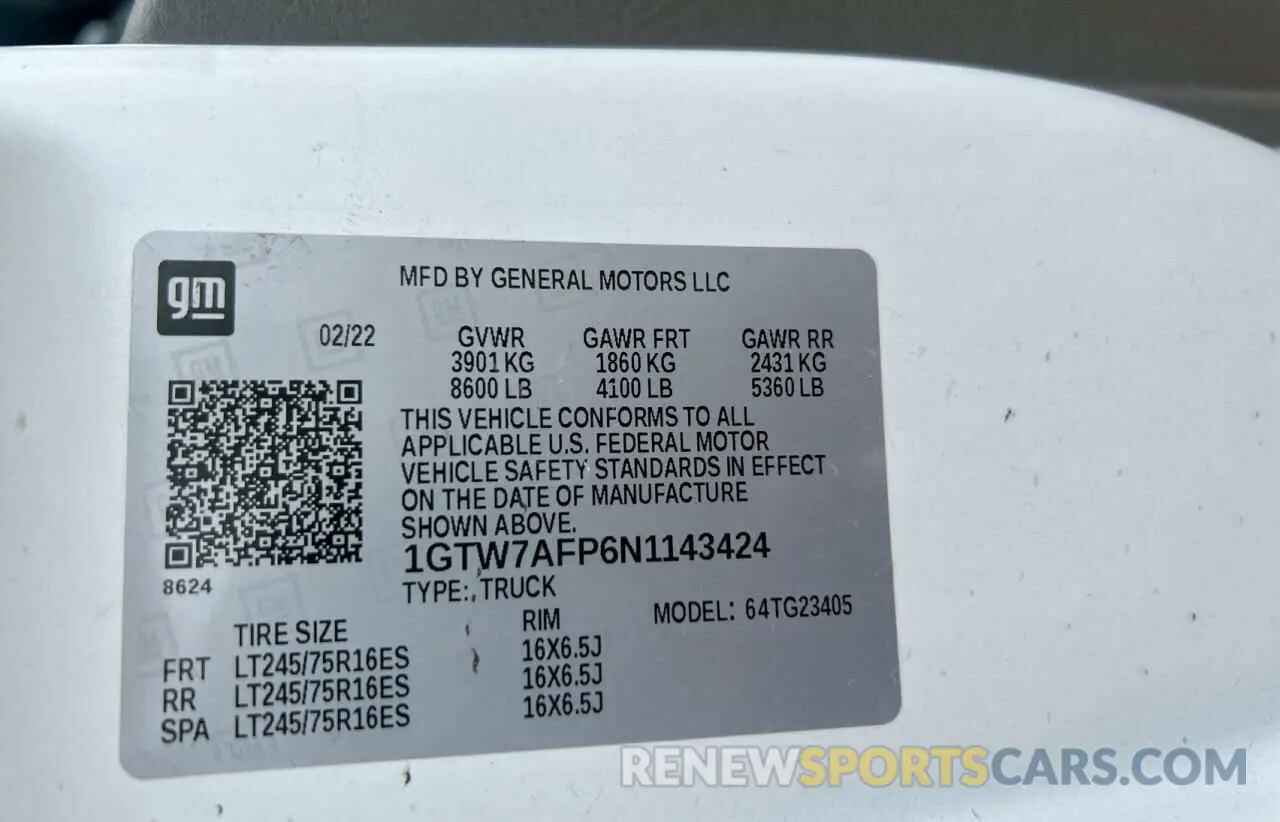 gm
MFD BY GENERAL MOTORS LLC
02/22 GVWR GAWR FRT GAWR RR
3901 KG 1860 KG 2431 KG
8600 LB 4100 LB 5360 LB
THIS VEHICLE CONFORMS TO ALL
APPLICABLE U.S. FEDERAL MOTOR
VEHICLE SAFETY STANDARDS IN EFFECT
ON THE DATE OF MANUFACTURE
SHOWN ABOVE.
1GTW7AFP6N1143424
8624
TYPE: TRUCK
MODEL: 64TG23405
TIRE SIZE RIM
FRT LT245/75R16ES 16X6.5J
RR LT245/75R16ES 16X6.5J
SPA LT245/75R16ES 16X6.5J
RENEWSPORTSCARS.COM